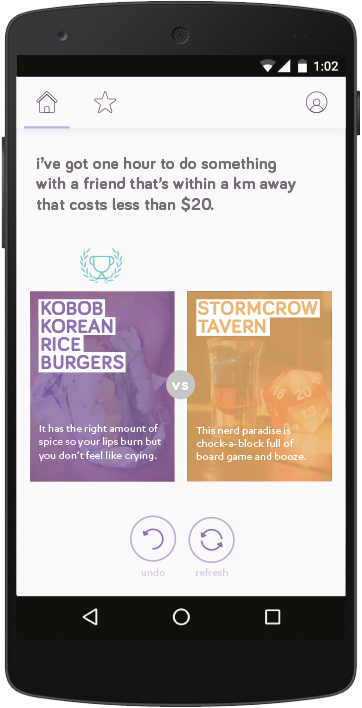 1:02
i've got one hour to do something
with a friend that's within a km away
that costs less than $20.
KOBOB
KOREAN
RICE
BURGERS
It has the right amount of
spice so your lips burn but
you don't feel like crying.
vs
STORMCROW
TAVERN
20
18
13
This nerd paradise is
chock-a-block full of
board game and booze.
undo
refresh